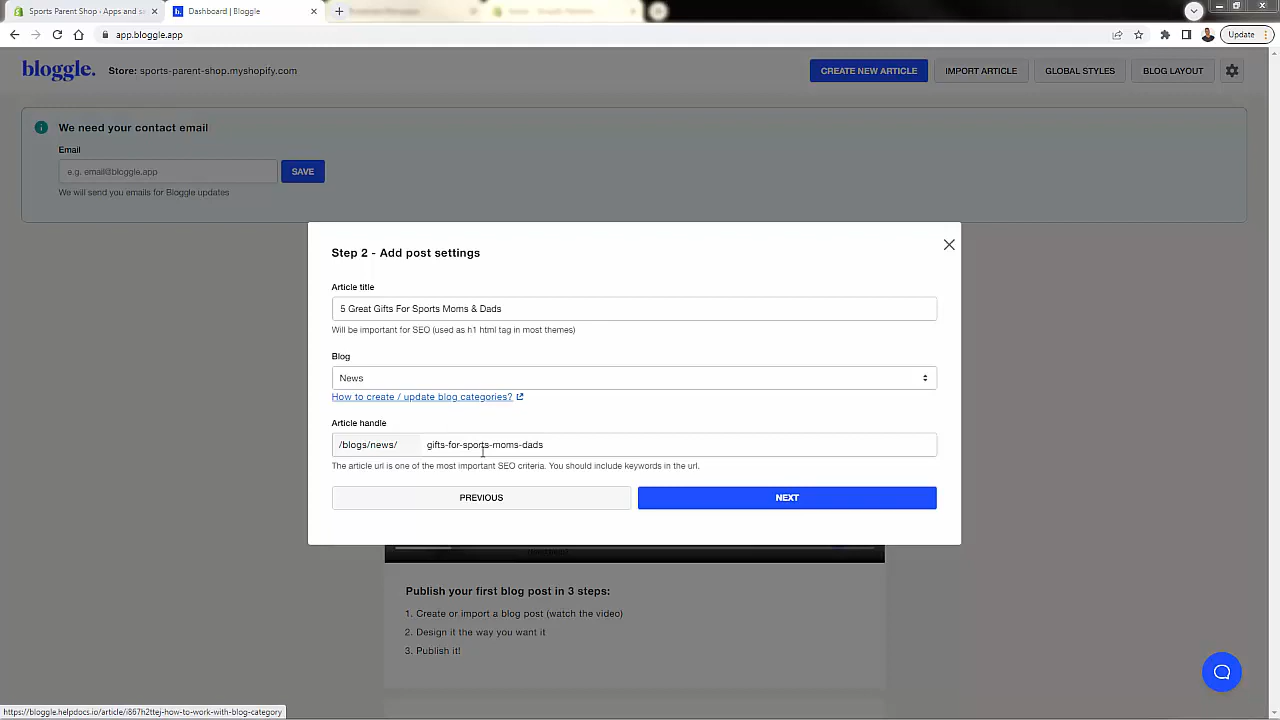 Sports Parent Shop · Apps and s
Dashboard | Bloggle
app.bloggle.app
Update
bloggle.
Store: sports-parent-shop.myshopify.com
CREATE NEW ARTICLE
IMPORT ARTICLE
GLOBAL STYLES
BLOG LAYOUT
We need your contact email
Email
e.g. email@bloggle.app
SAVE
We will send you emails for Bloggle updates
Step 2 - Add post settings
Article title
5 Great Gifts For Sports Moms & Dads
Will be important for SEO (used as h1 html tag in most themes)
Blog
News
How to create / update blog categories?
Article handle
/blogs/news/ gifts-for-sports-moms-dads
The article url is one of the most important SEO criteria. You should include keywords in the url.
PREVIOUS
NEXT
Publish your first blog post in 3 steps:
1. Create or import a blog post (watch the video)
2. Design it the way you want it
3. Publish it!
https://bloggle.helpdocs.io/article/i867h2ttej-how-to-work-with-blog-category